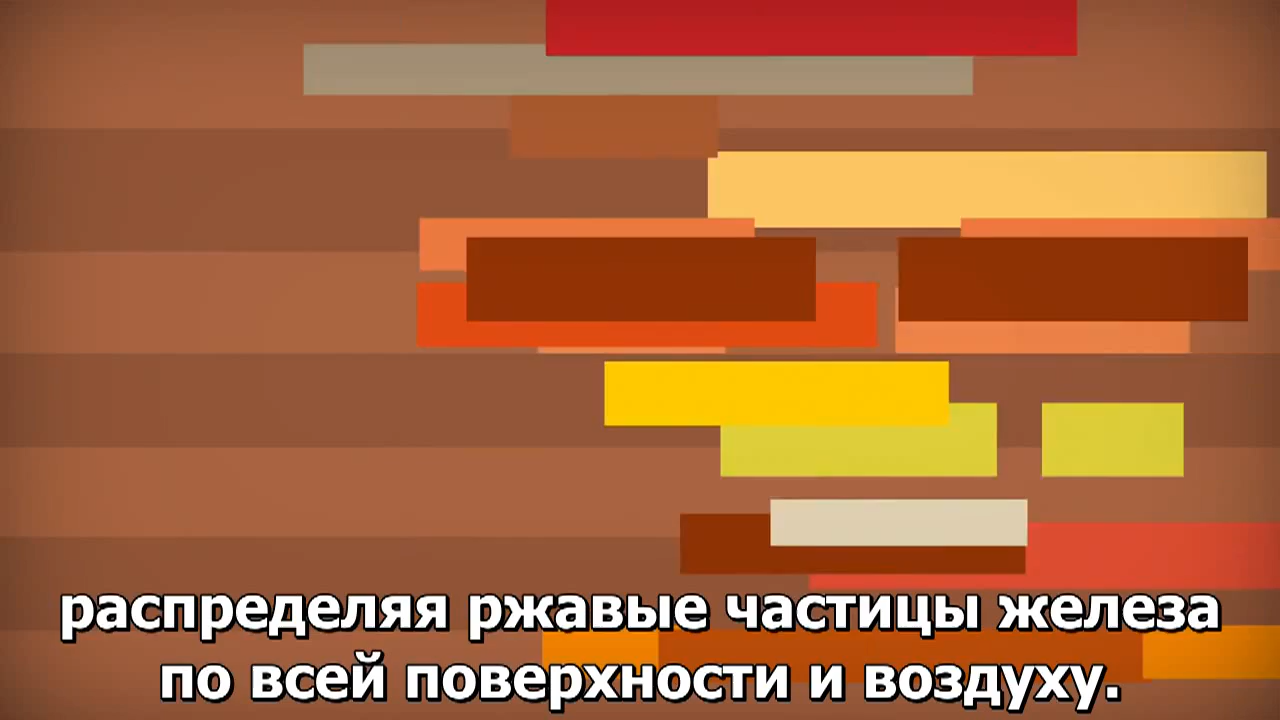 распределяя ржавые частицы железа
по всей поверхности и воздуху.